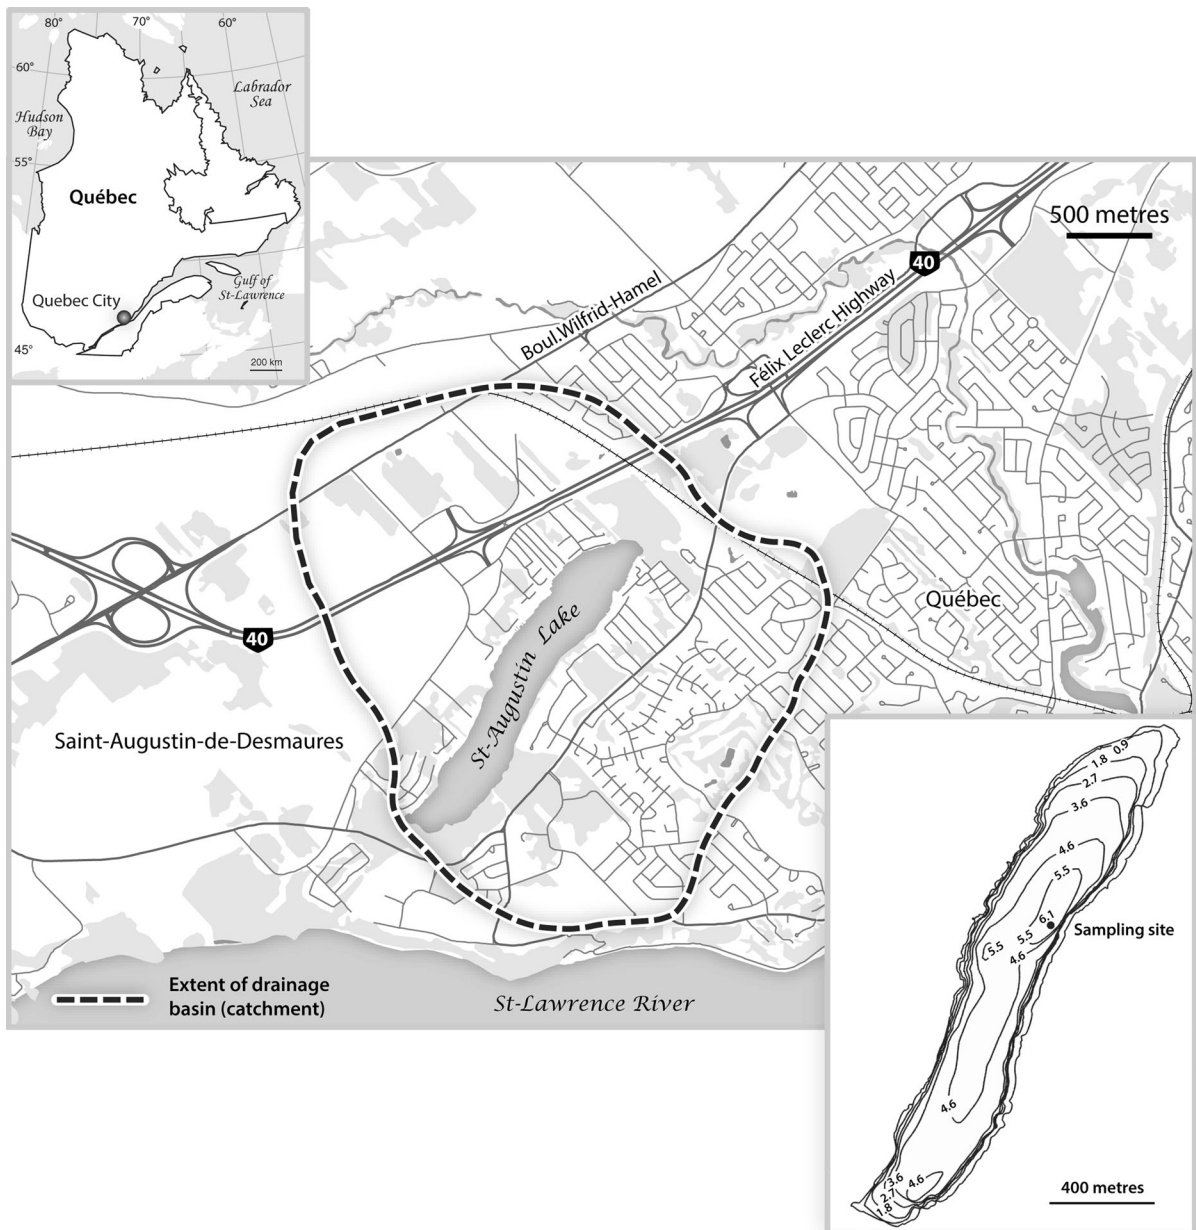 80°
70°
60°
60°
Labrador
Sea
Hudson
Bay
55°
Québec
Gulf of
St-Lawrence
Quebec City
45°
200 km
500 metres
40
Boul.Wilfrid-Hamel
Félix Leclerc Highway
Québec
40
St-Augustin Lake
Saint-Augustin-de-Desmaures
Extent of drainage
basin (catchment)
St-Lawrence River
0.9
1.8
2.7
3.6
4.6
5.5
6.1
Sampling site
5.5
5.5
4.6
4.6
3.6
4.6
2.7
1.8
400 metres